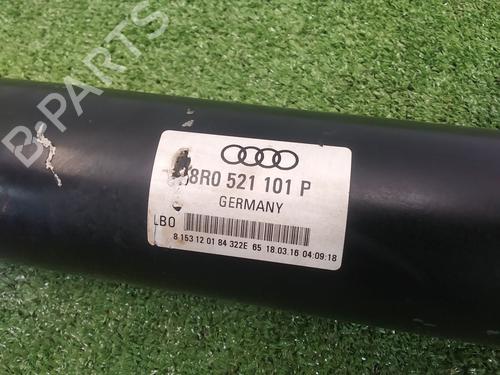 8R0 521 101 P
GERMANY
LBO
8 153 12 01 84 322E 65 18.03.16 04:09:18
B-Parts